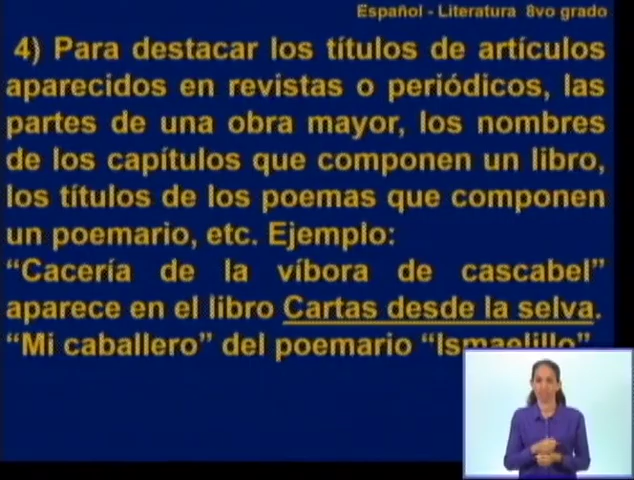 Español - Literatura 8vo grado
4) Para destacar los títulos de artículos
aparecidos en revistas o periódicos, las
partes de una obra mayor, los nombres
de los capítulos que componen un libro,
los títulos de los poemas que componen
un poemario, etc. Ejemplo:
“Cacería de la víbora de cascabel”
aparece en el libro Cartas desde la selva.
“Mi caballero” del poemario “Ismaelillo”.